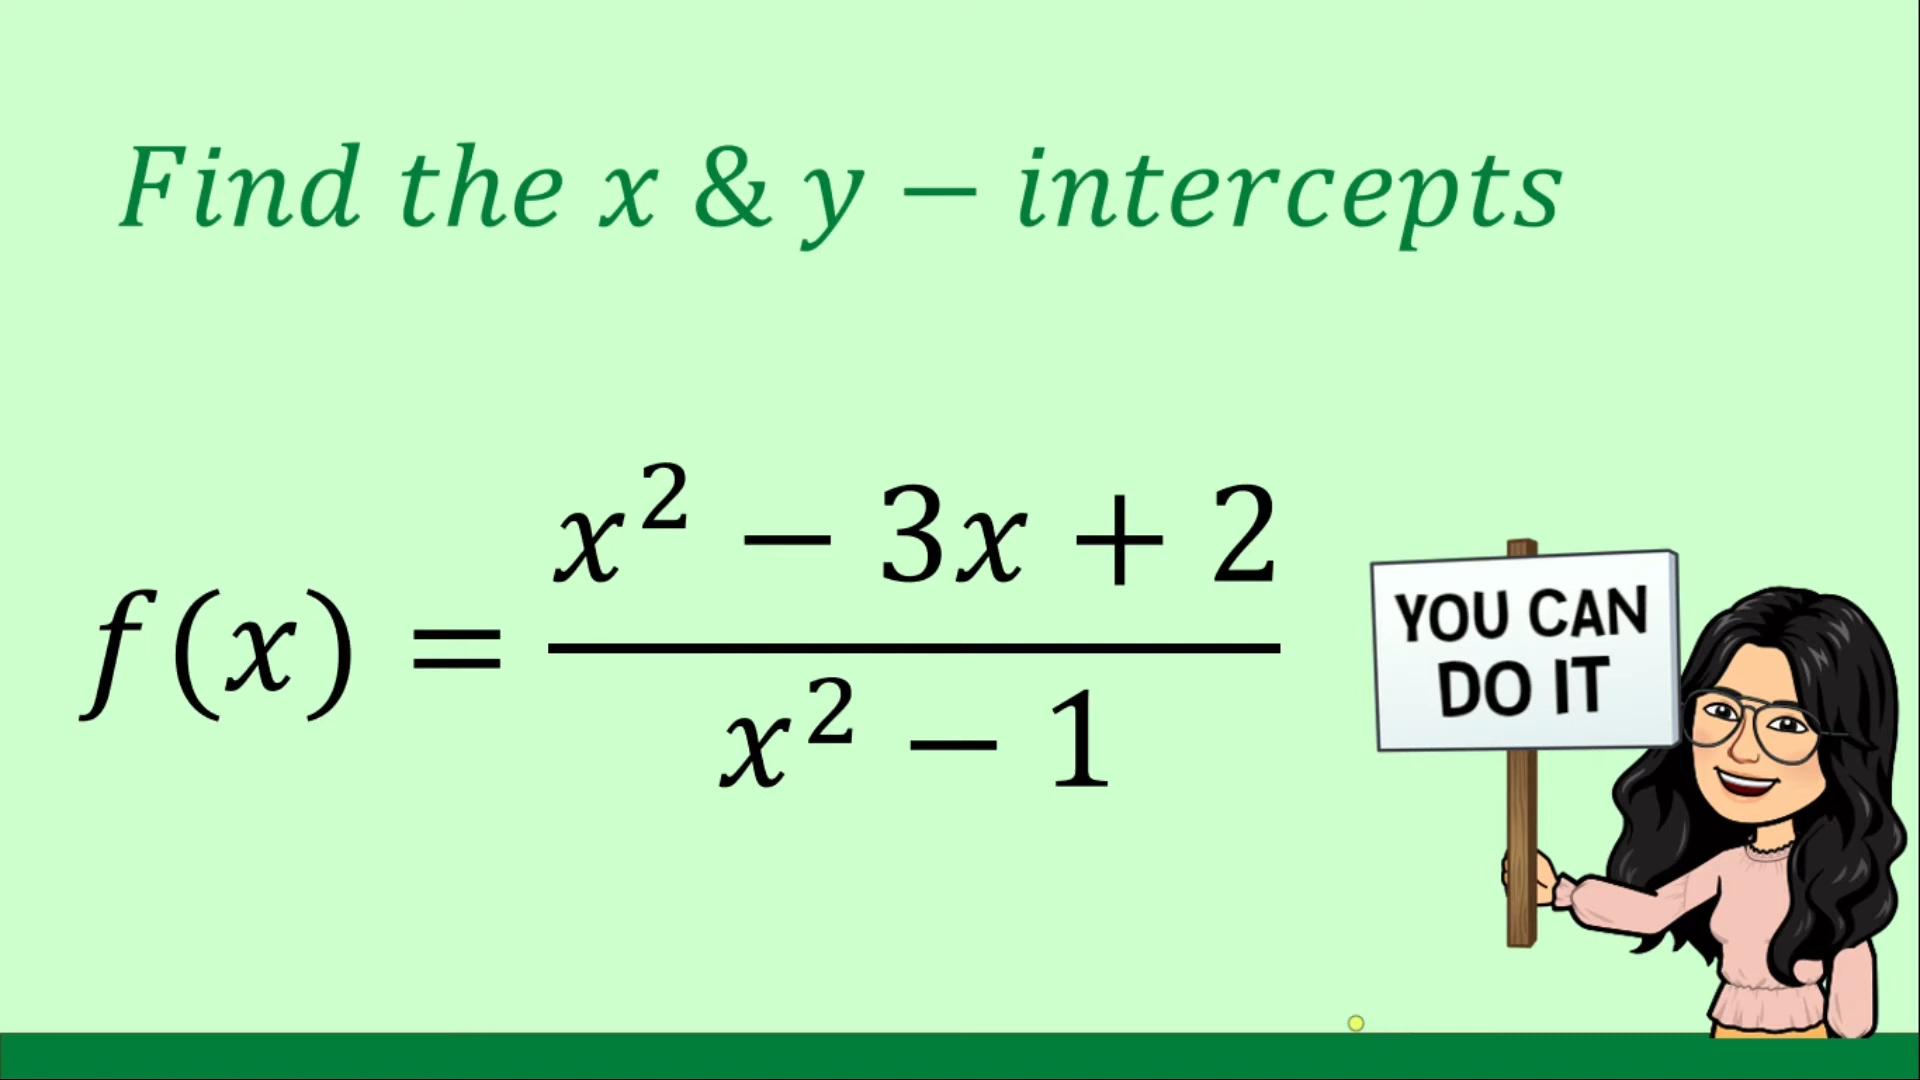 Find the x & y − intercepts
f(x) = (x² − 3x + 2) / (x² − 1)
YOU CAN
DO IT